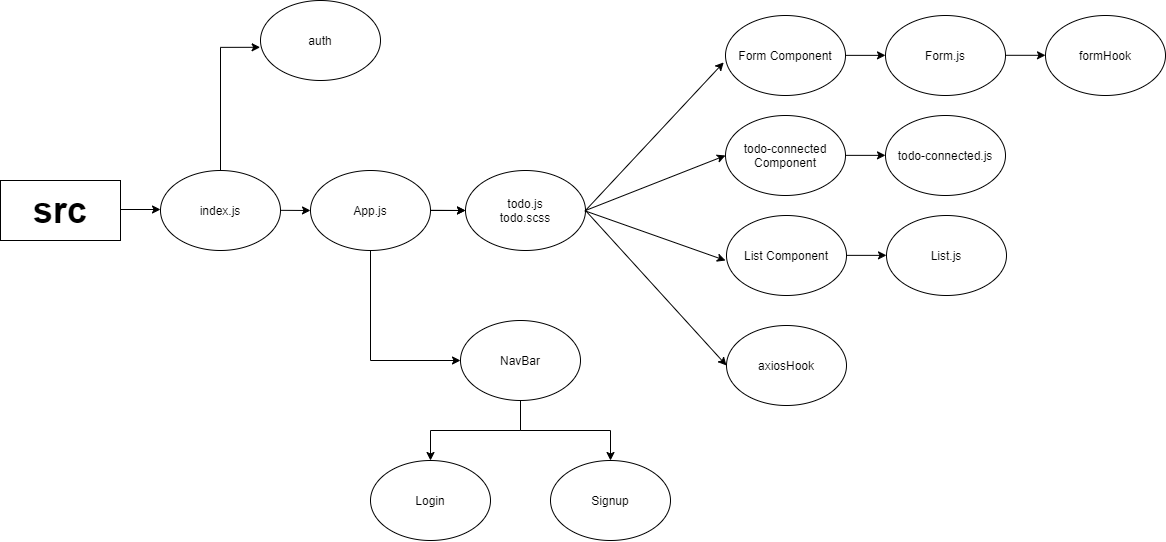 auth
Form Component
Form.js
formHook
todo-connected
Component
todo-connected.js
src
index.js
App.js
todo.js
todo.scss
List Component
List.js
NavBar
axiosHook
Login
Signup